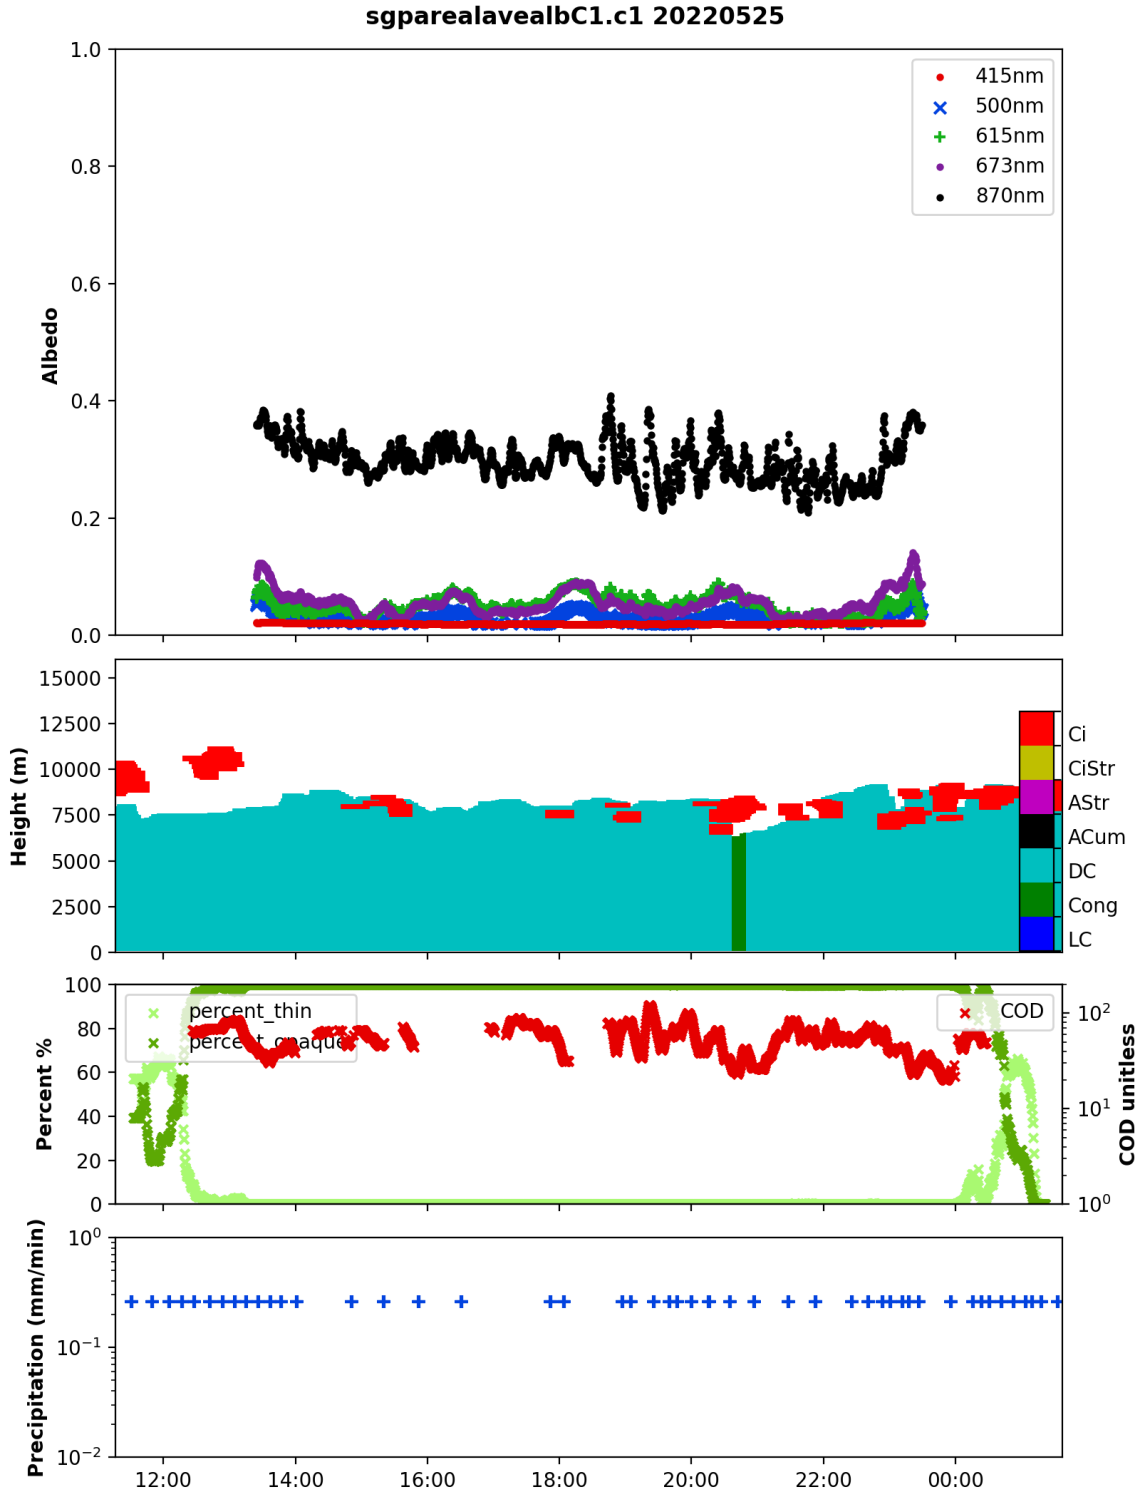 sgparealavealbC1.c1 20220525
1.0
0.8
0.6
0.4
0.2
0.0
Albedo
415nm
500nm
615nm
673nm
870nm
15000
12500
10000
7500
5000
2500
0
Height (m)
Ci
CiStr
AStr
ACum
DC
Cong
LC
100
80
60
40
20
0
Percent %
percent_thin
percent_opaque
COD
10²
10¹
10⁰
COD unitless
10⁰
10⁻¹
10⁻²
Precipitation (mm/min)
12:00 14:00 16:00 18:00 20:00 22:00 00:00